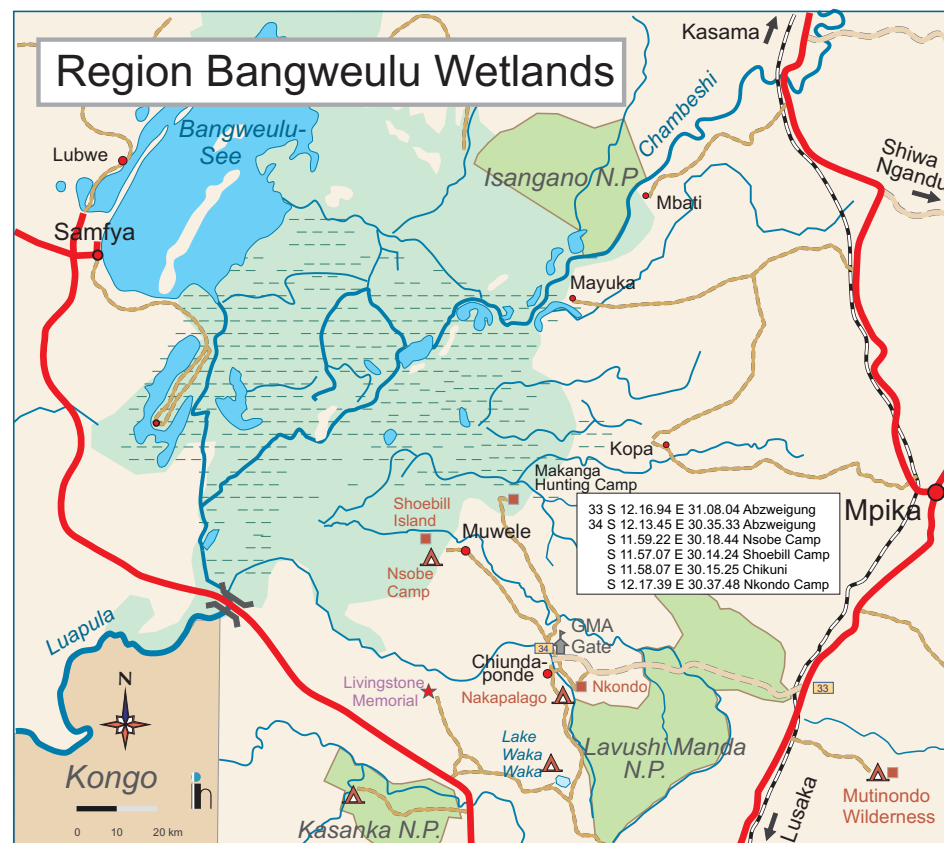 Region Bangweulu Wetlands
Kasama
Chambeshi
Bangweulu-
See
Lubwe
Shiwa
Ngandu
Isangano N.P
Mbati
Samfya
Mayuka
Kopa
Makanga
Hunting Camp
Mpika
Shoebill
Island
Muwele
Nsobe
Camp
33 S 12.16.94 E 31.08.04 Abzweigung
34 S 12.13.45 E 30.35.33 Abzweigung
S 11.59.22 E 30.18.44 Nsobe Camp
S 11.57.07 E 30.14.24 Shoebill Camp
S 11.58.07 E 30.15.25 Chikuni
S 12.17.39 E 30.37.48 Nkondo Camp
Luapula
GMA
Gate
34
Chiunda-
ponde
Livingstone
Memorial
Nkondo
Nakapalago
33
N
Lake
Waka
Waka
Lavushi Manda
N.P.
Kongo
0 10 20 km
Kasanka N.P.
Lusaka
Mutinondo
Wilderness